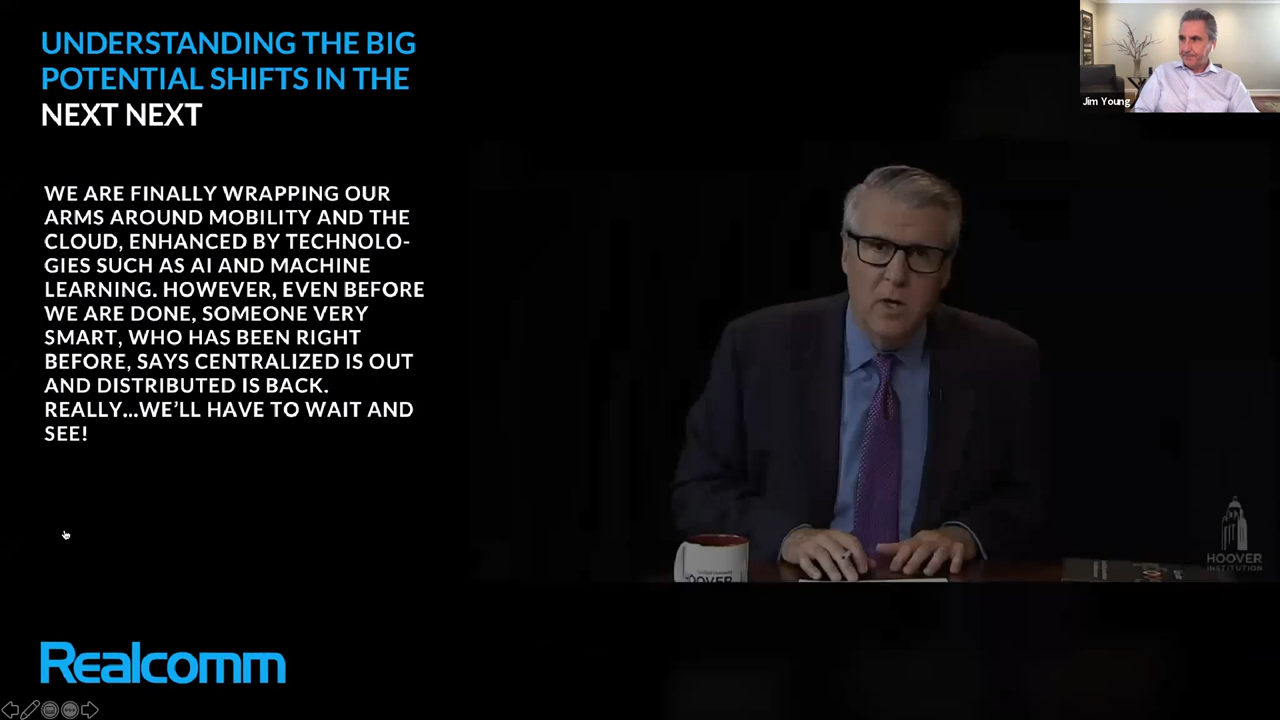 UNDERSTANDING THE BIG
POTENTIAL SHIFTS IN THE
NEXT NEXT
Jim Young
WE ARE FINALLY WRAPPING OUR
ARMS AROUND MOBILITY AND THE
CLOUD, ENHANCED BY TECHNOLO-
GIES SUCH AS AI AND MACHINE
LEARNING. HOWEVER, EVEN BEFORE
WE ARE DONE, SOMEONE VERY
SMART, WHO HAS BEEN RIGHT
BEFORE, SAYS CENTRALIZED IS OUT
AND DISTRIBUTED IS BACK.
REALLY...WE’LL HAVE TO WAIT AND
SEE!
HOOVER
HOOVER
INSTITUTION
Realcomm